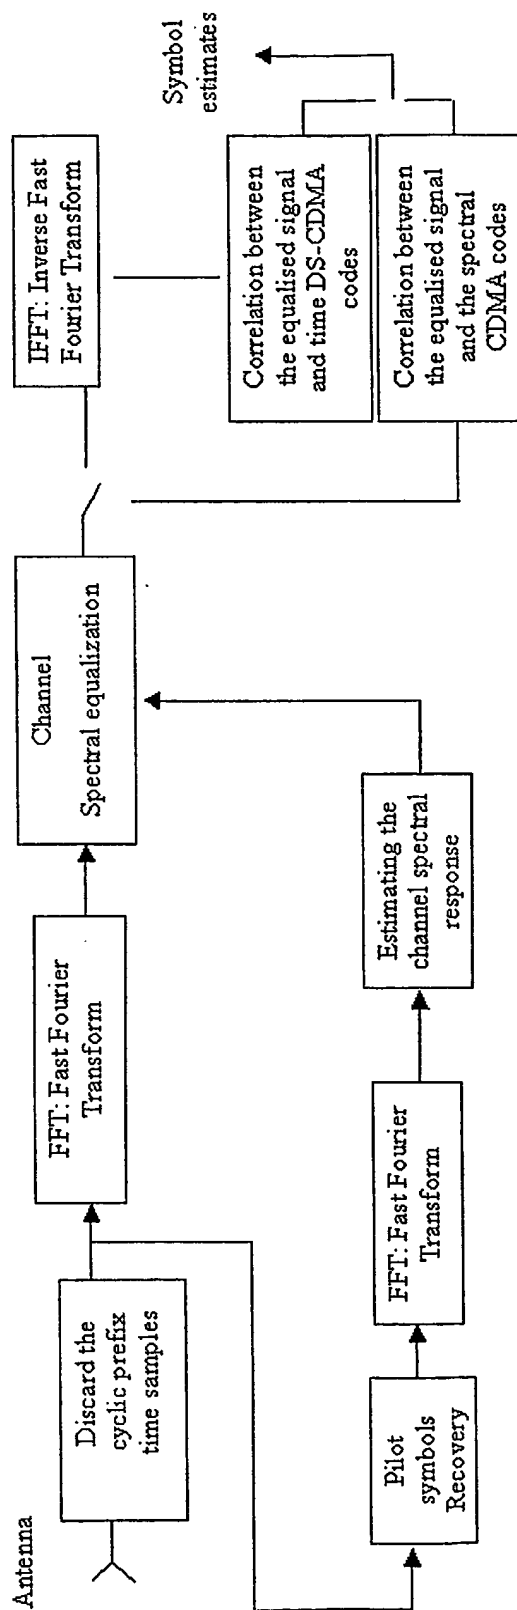 Antenna
Discard the
cyclic prefix
time samples
FFT: Fast Fourier
Transform
Channel
Spectral equalization
IFFT: Inverse Fast
Fourier Transform
Symbol
estimates
Correlation between
the equalised signal
and time DS-CDMA
codes
Correlation between
the equalised signal
and the spectral
CDMA codes
Pilot
symbols
Recovery
FFT: Fast Fourier
Transform
Estimating the
channel spectral
response